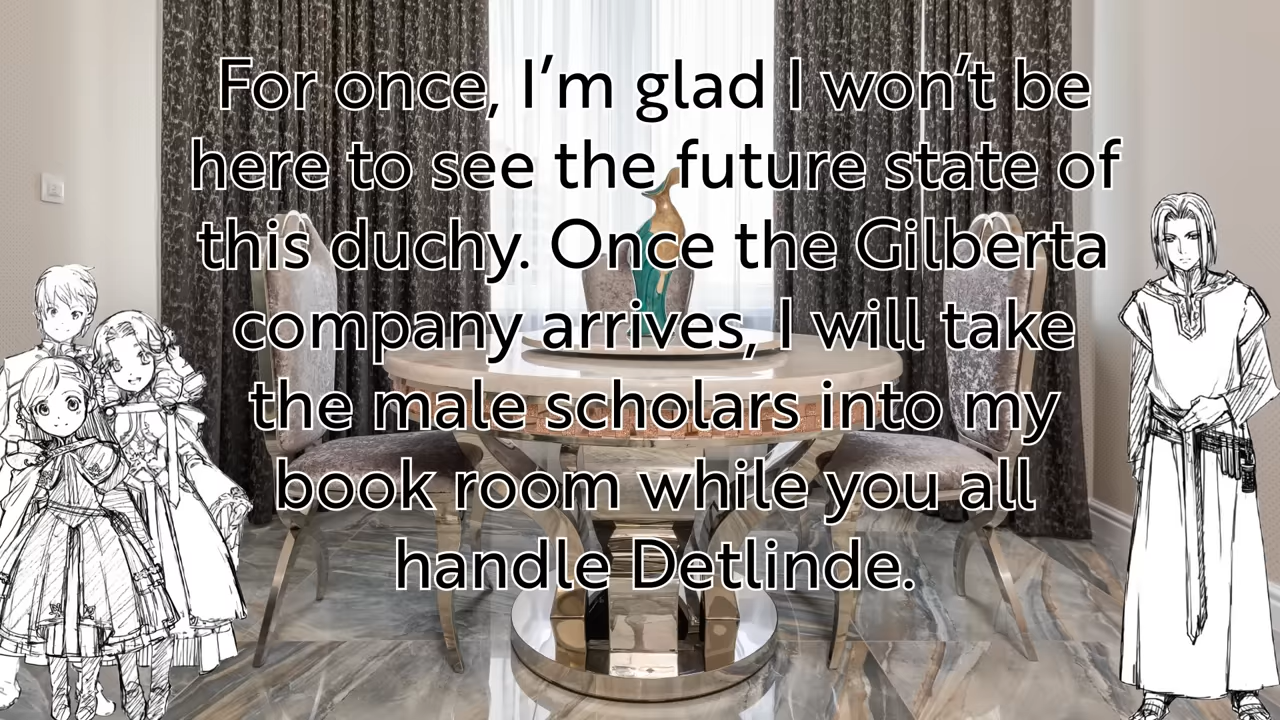 For once, I’m glad I won’t be
here to see the future state of
this duchy. Once the Gilberta
company arrives, I will take
the male scholars into my
book room while you all
handle Detlinde.